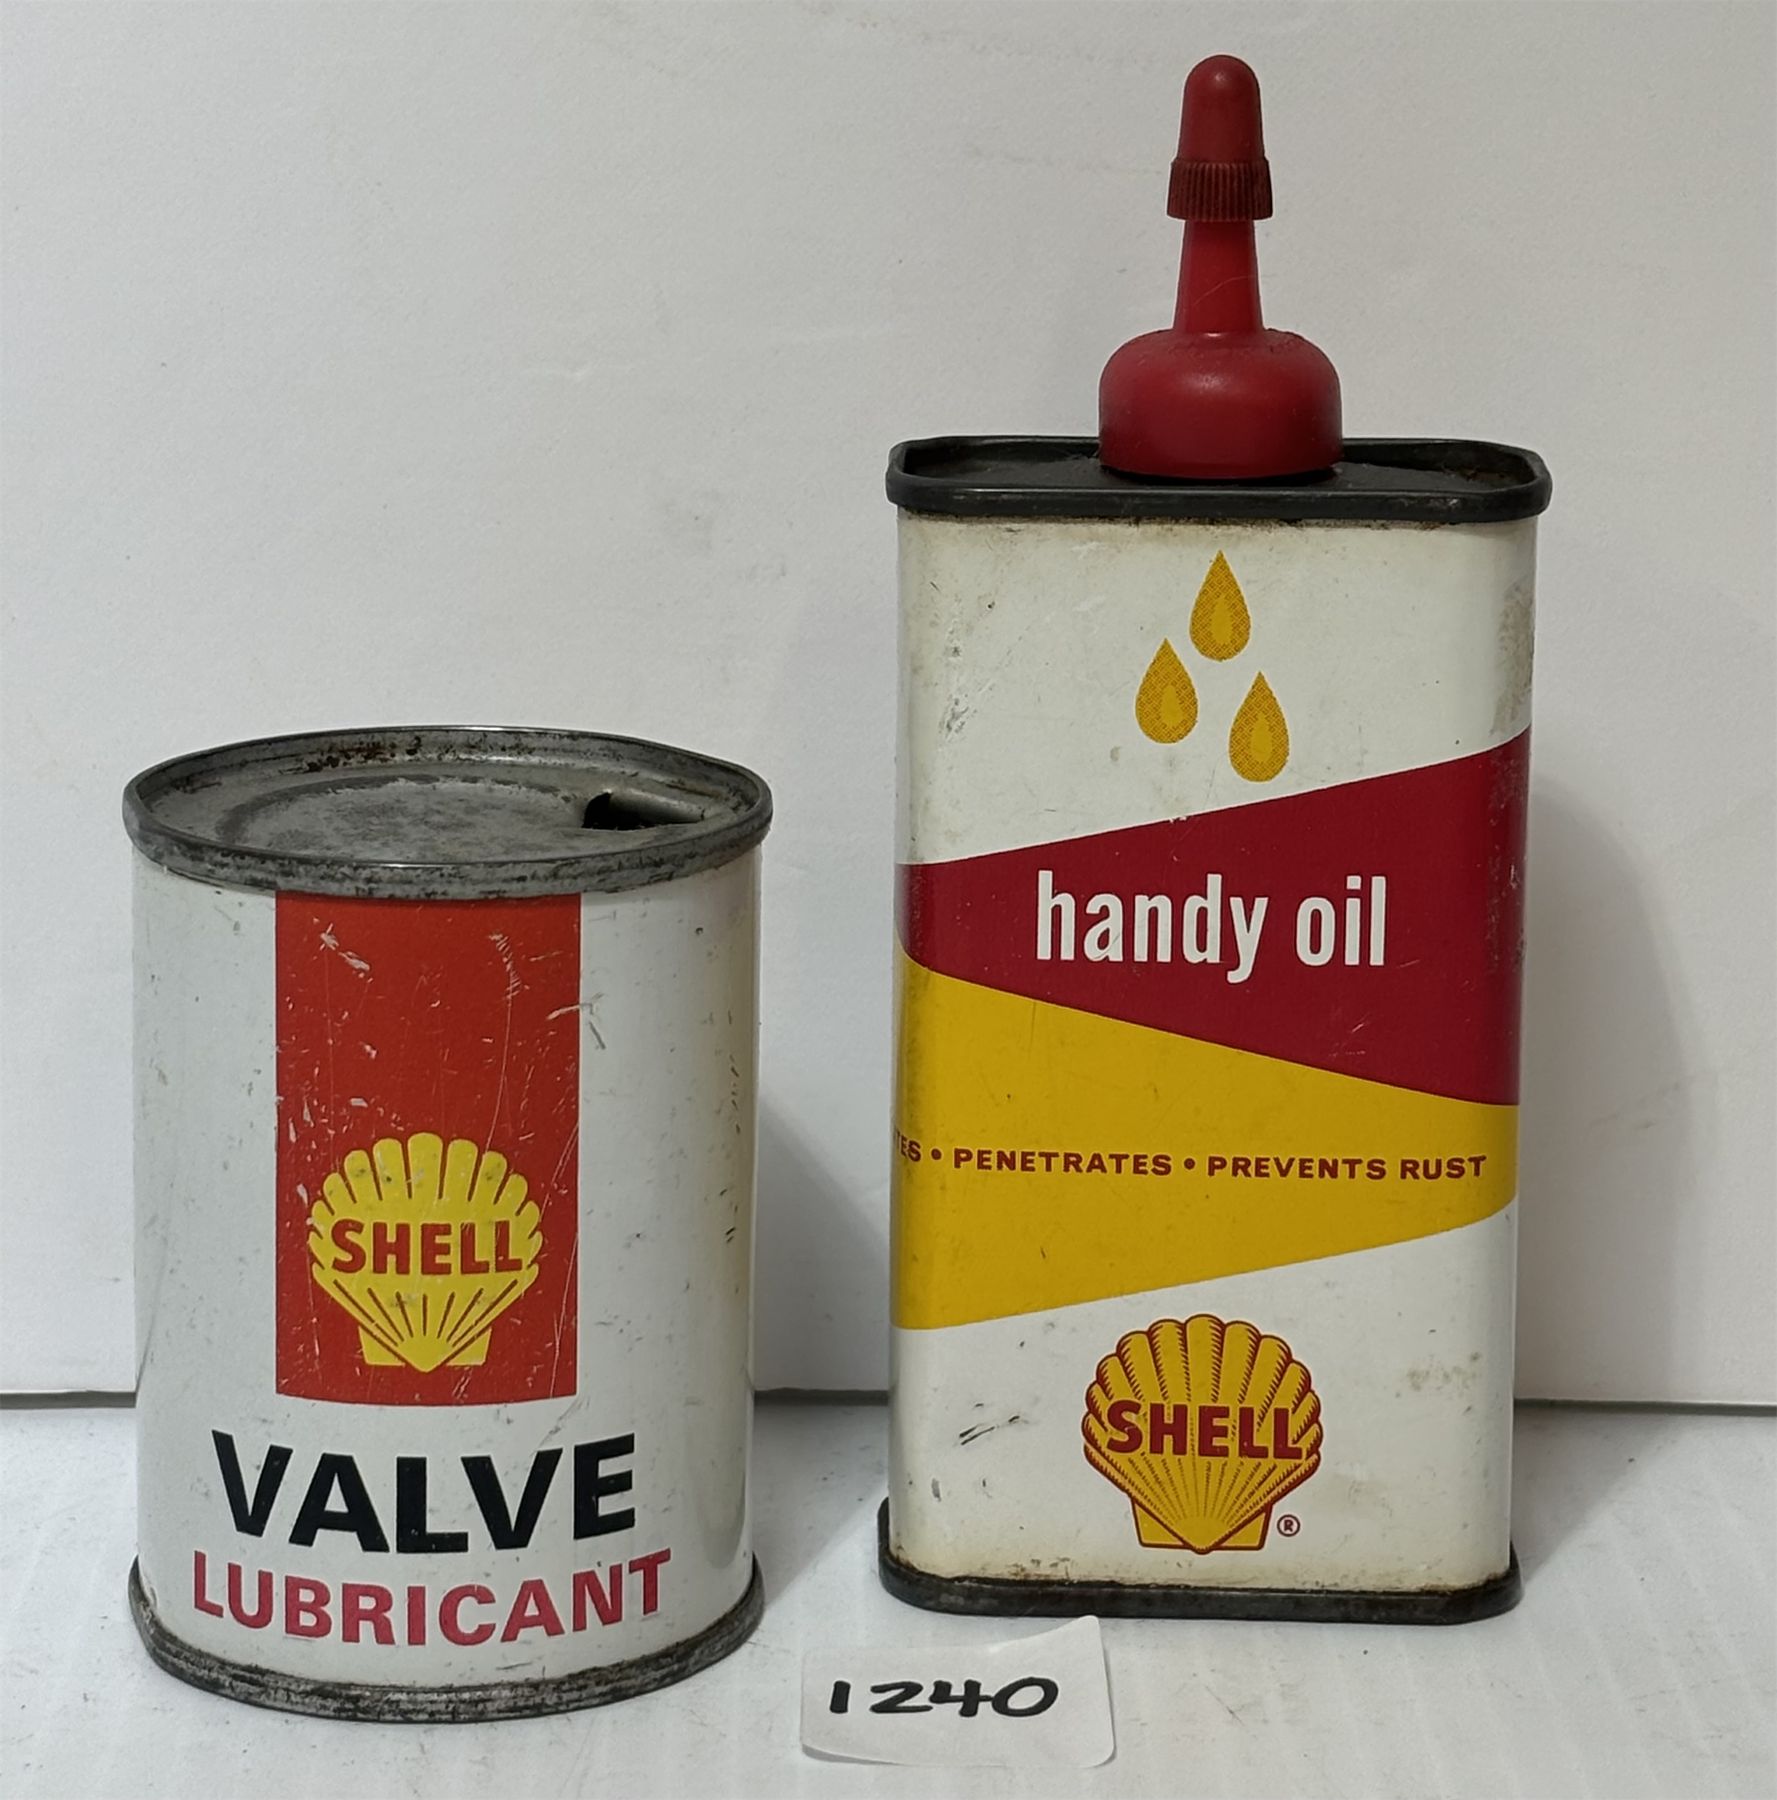 SHELL
VALVE
LUBRICANT
handy oil
• PENETRATES • PREVENTS RUST
SHELL
®
1240